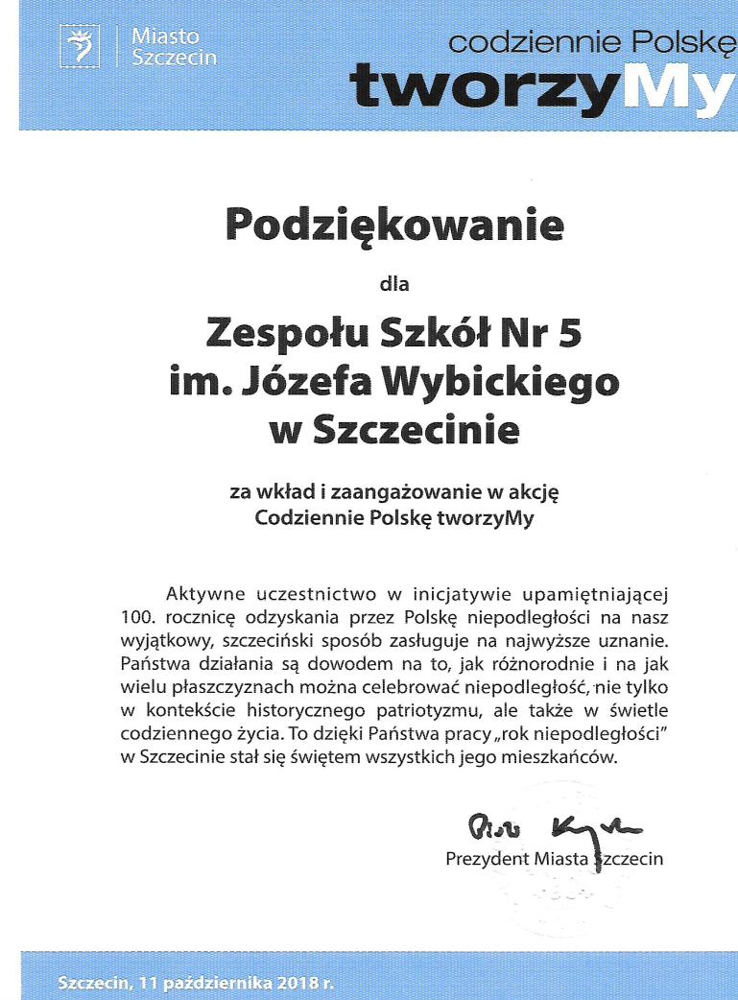 Miasto
Szczecin
codziennie Polskę
tworzyMy
Podziękowanie
dla
Zespołu Szkół Nr 5
im. Józefa Wybickiego
w Szczecinie
za wkład i zaangażowanie w akcję
Codziennie Polskę tworzyMy
Aktywne uczestnictwo w inicjatywie upamiętniającej
100. rocznicę odzyskania przez Polskę niepodległości na nasz
wyjątkowy, szczeciński sposób zasługuje na najwyższe uznanie.
Państwa działania są dowodem na to, jak różnorodnie i na jak
wielu płaszczyznach można celebrować niepodległość, nie tylko
w kontekście historycznego patriotyzmu, ale także w świetle
codziennego życia. To dzięki Państwa pracy „rok niepodległości”
w Szczecinie stał się świętem wszystkich jego mieszkańców.
Prezydent Miasta Szczecin
Szczecin, 11 października 2018 r.